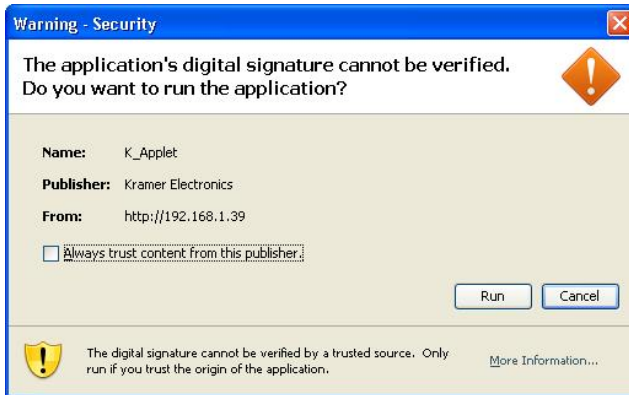 Warning - Security
The application's digital signature cannot be verified.
Do you want to run the application?
Name: K_Applet
Publisher: Kramer Electronics
From: http://192.168.1.39
Always trust content from this publisher.
Run Cancel
The digital signature cannot be verified by a trusted source. Only
run if you trust the origin of the application.
More Information...